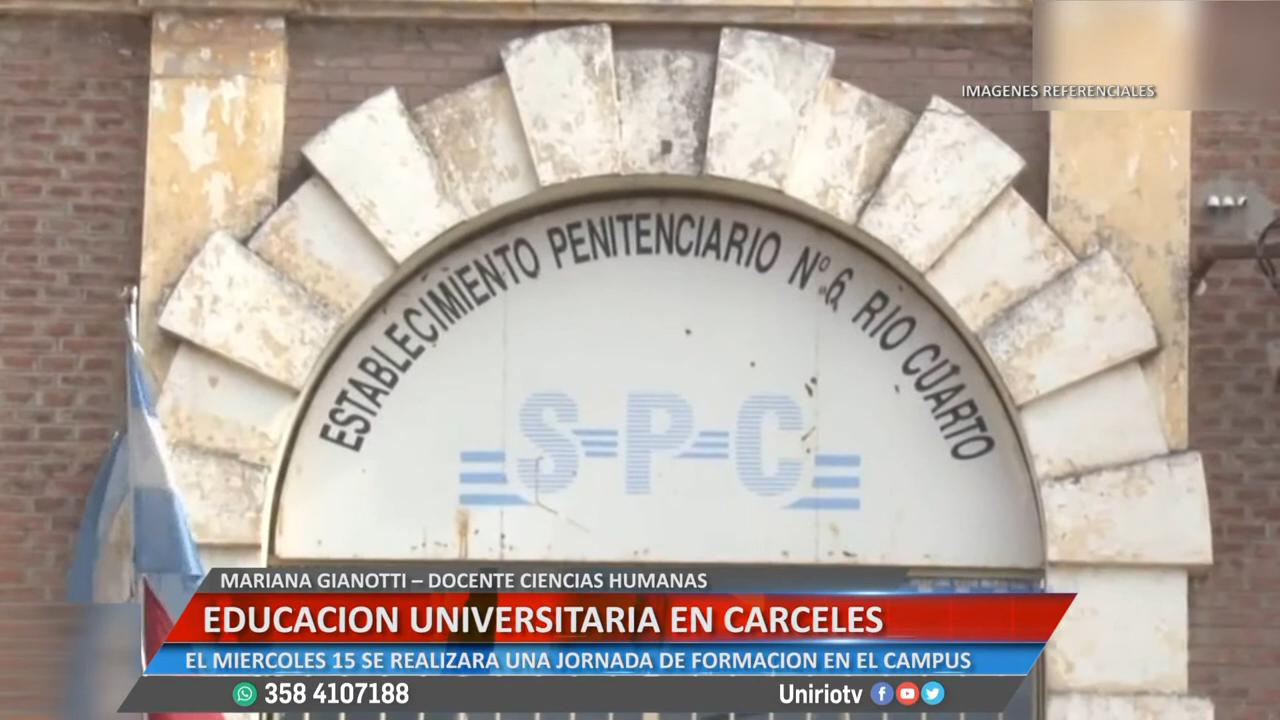 IMAGENES REFERENCIALES
ESTABLECIMIENTO PENITENCIARIO Nº 6, RIO CUARTO
S-P-C
MARIANA GIANOTTI – DOCENTE CIENCIAS HUMANAS
EDUCACION UNIVERSITARIA EN CARCELES
EL MIERCOLES 15 SE REALIZARA UNA JORNADA DE FORMACION EN EL CAMPUS
358 4107188
Uniriotv